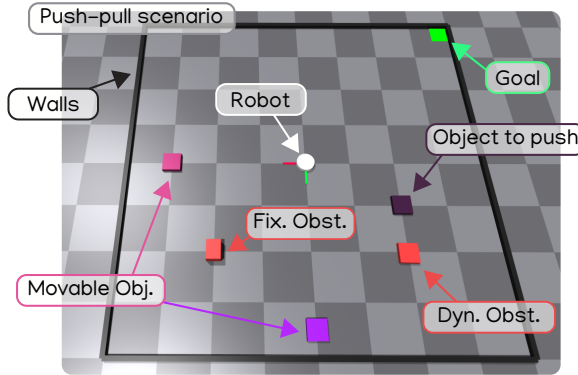 Push-pull scenario
Goal
Robot
Walls
Object to push
Fix. Obst.
Movable Obj.
Dyn. Obst.